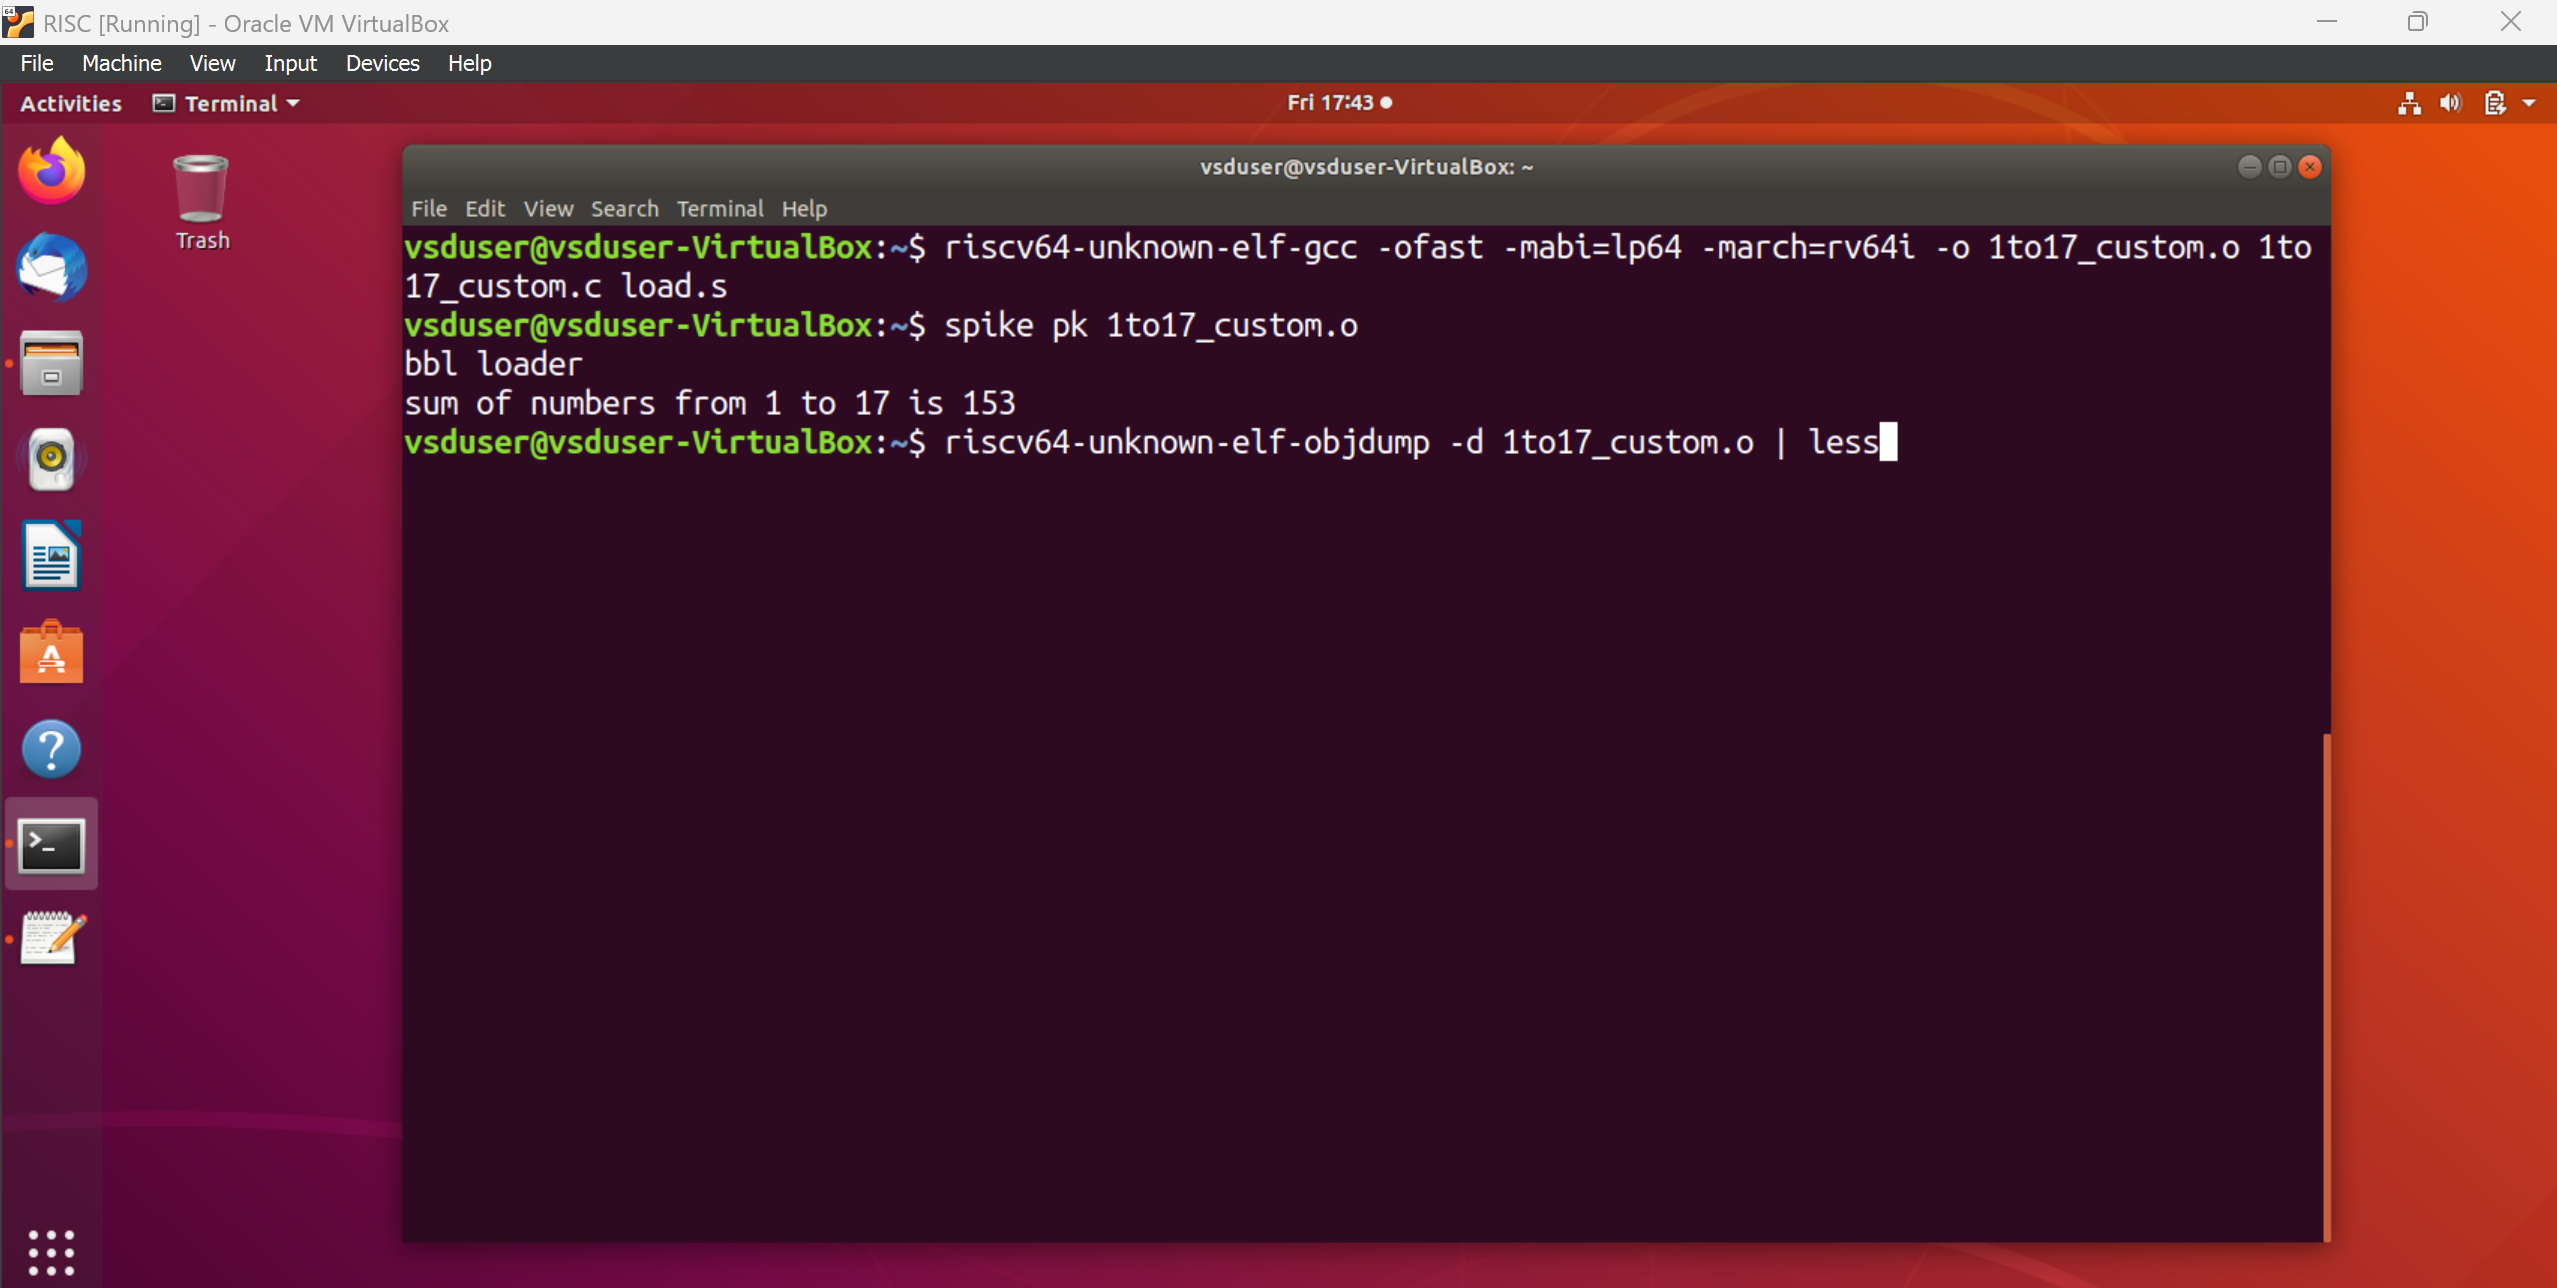 64
RISC [Running] - Oracle VM VirtualBox
File Machine View Input Devices Help
Activities Terminal Fri 17:43
Trash
vsduser@vsduser-VirtualBox: ~
File Edit View Search Terminal Help
vsduser@vsduser-VirtualBox:~$ riscv64-unknown-elf-gcc -ofast -mabi=lp64 -march=rv64i -o 1to17_custom.o 1to
17_custom.c load.s
vsduser@vsduser-VirtualBox:~$ spike pk 1to17_custom.o
bbl loader
sum of numbers from 1 to 17 is 153
vsduser@vsduser-VirtualBox:~$ riscv64-unknown-elf-objdump -d 1to17_custom.o | less